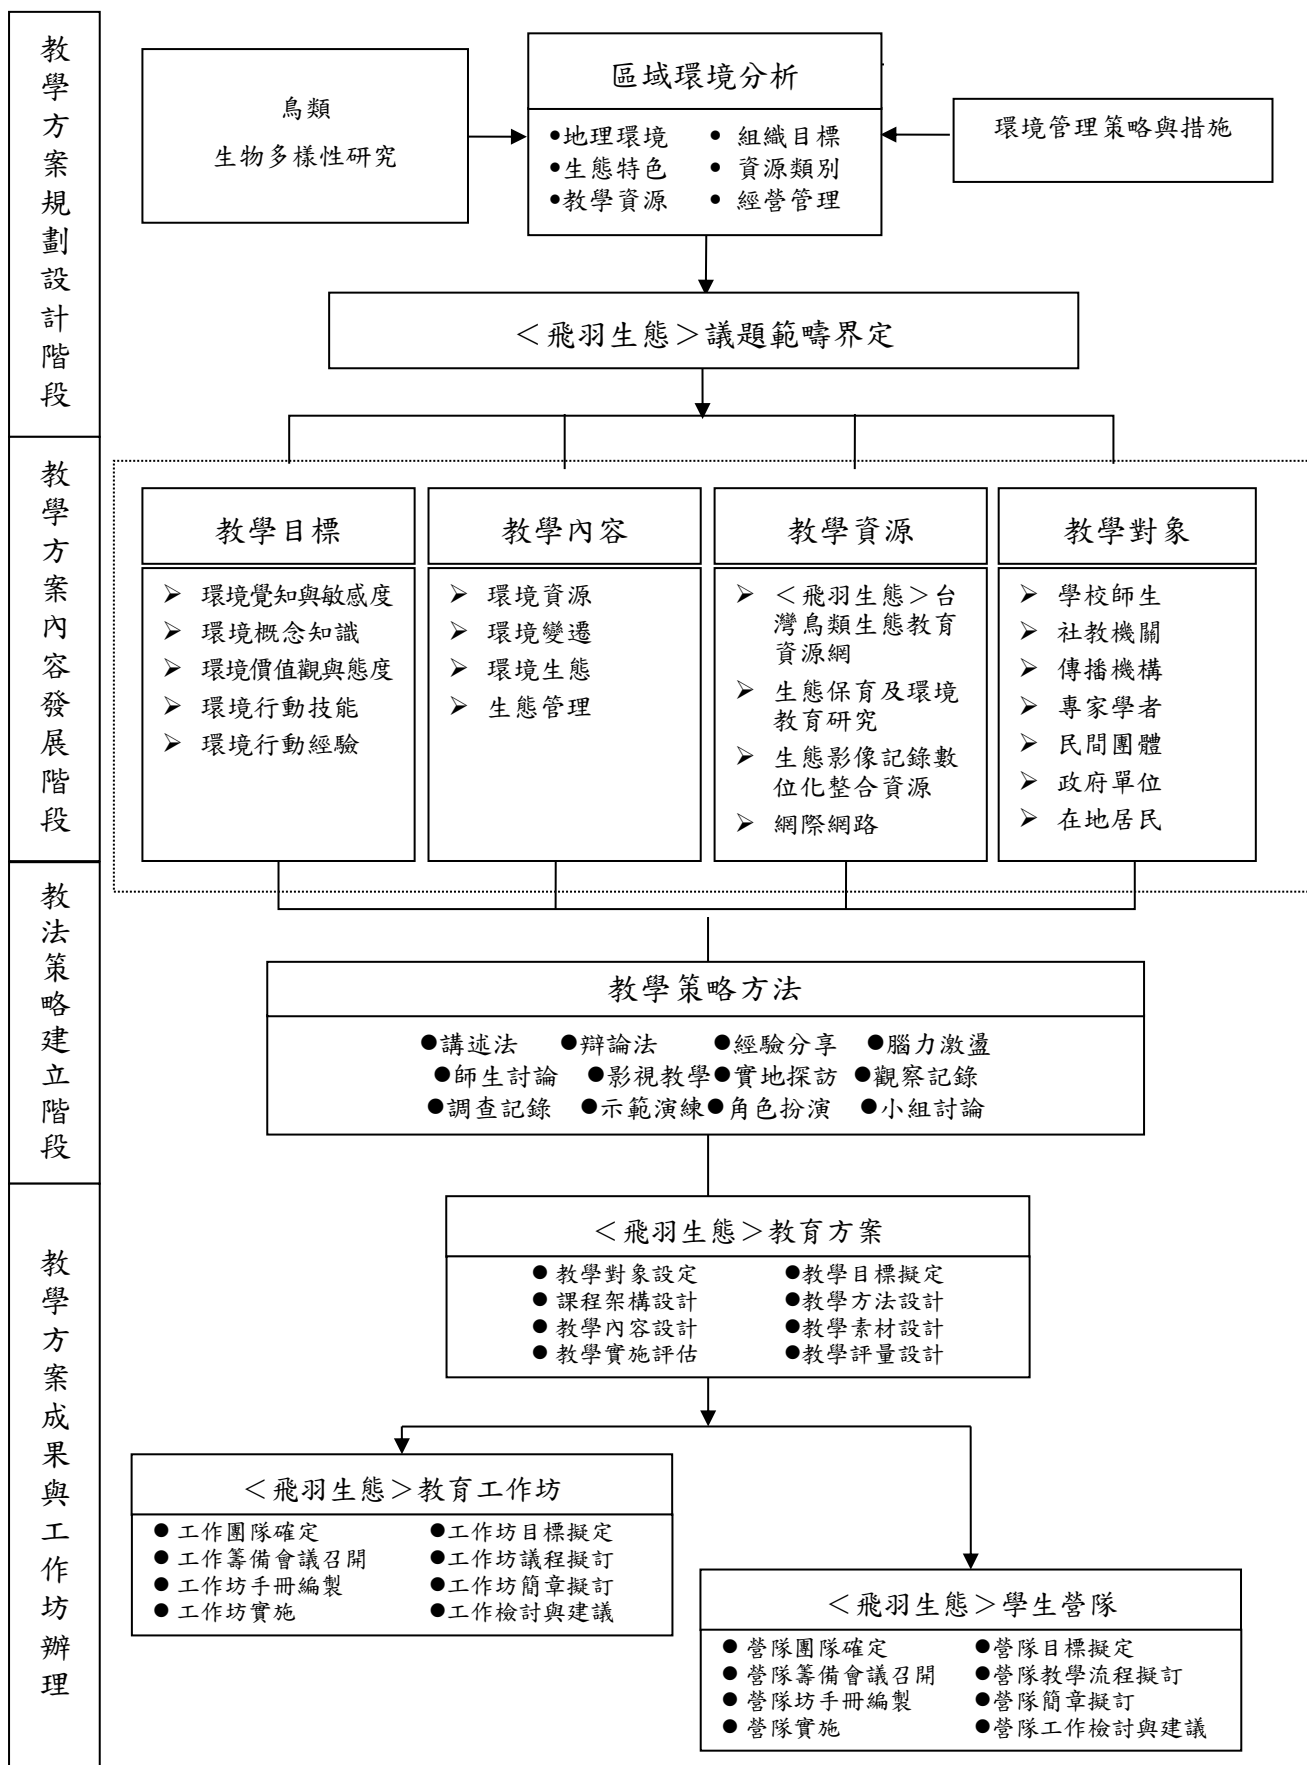 教學方案規劃設計階段
鳥類
生物多樣性研究
區域環境分析
•地理環境 • 組織目標
•生態特色 • 資源類別
•教學資源 • 經營管理
環境管理策略與措施
＜飛羽生態＞議題範疇界定
教學方案內容發展階段
教學目標
➢ 環境覺知與敏感度
➢ 環境概念知識
➢ 環境價值觀與態度
➢ 環境行動技能
➢ 環境行動經驗
教學內容
➢ 環境資源
➢ 環境變遷
➢ 環境生態
➢ 生態管理
教學資源
➢ ＜飛羽生態＞台
灣鳥類生態教育
資源網
➢ 生態保育及環境
教育研究
➢ 生態影像記錄數
位化整合資源
➢ 網際網路
教學對象
➢ 學校師生
➢ 社教機關
➢ 傳播機構
➢ 專家學者
➢ 民間團體
➢ 政府單位
➢ 在地居民
教法策略建立階段
教學策略方法
●講述法 ●辯論法 ●經驗分享 ●腦力激盪
●師生討論 ●影視教學●實地探訪 ●觀察記錄
●調查記錄 ●示範演練●角色扮演 ●小組討論
教學方案成果與工作坊辦理
＜飛羽生態＞教育方案
● 教學對象設定 ●教學目標擬定
● 課程架構設計 ●教學方法設計
● 教學內容設計 ●教學素材設計
● 教學實施評估 ●教學評量設計
＜飛羽生態＞教育工作坊
● 工作團隊確定 ●工作坊目標擬定
● 工作籌備會議召開 ●工作坊議程擬訂
● 工作坊手冊編製 ●工作坊簡章擬訂
● 工作坊實施 ●工作檢討與建議
＜飛羽生態＞學生營隊
● 營隊團隊確定 ●營隊目標擬定
● 營隊籌備會議召開 ●營隊教學流程擬訂
● 營隊坊手冊編製 ●營隊簡章擬訂
● 營隊實施 ●營隊工作檢討與建議